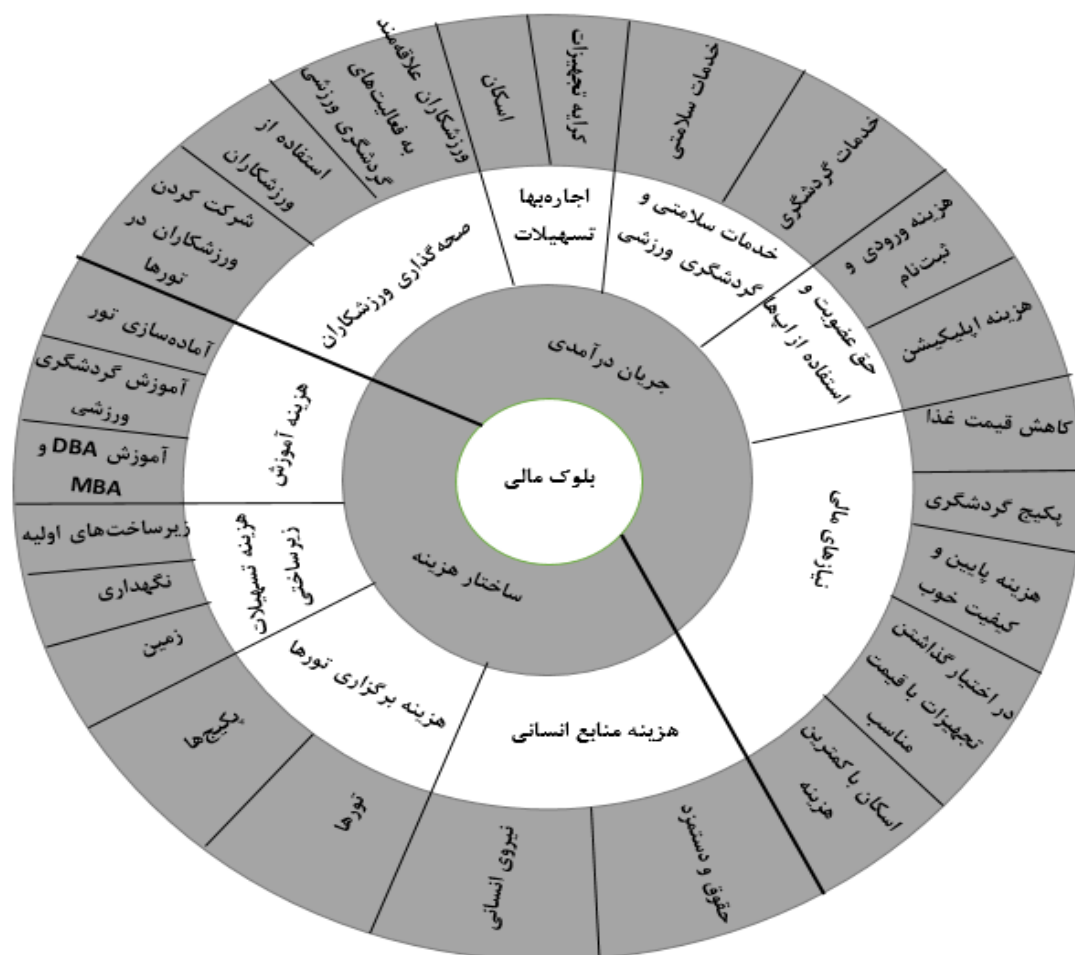 بلوک مالی
جریان درآمدی
ساختار هزینه
اجاره‌بها
تسهیلات
خدمات سلامتی و
گردشگری ورزشی
حق عضویت و
استفاده از اپ‌ها
نیازهای مالی
هزینه منابع انسانی
هزینه برگزاری تورها
هزینه تسهیلات
زیرساختی
هزینه آموزش
صحه‌گذاری ورزشکاران
اسکان
کرایه تجهیزات
خدمات سلامتی
خدمات گردشگری
هزینه ورودی و
ثبت‌نام
هزینه اپلیکیشن
کاهش قیمت غذا
پکیج گردشگری
هزینه پایین و
کیفیت خوب
در اختیار گذاشتن
تجهیزات با قیمت
مناسب
اسکان با کمترین
هزینه
حقوق و دستمزد
نیروی انسانی
تورها
پکیج‌ها
زمین
نگهداری
زیرساخت‌های اولیه
آموزش DBA و
MBA
آموزش گردشگری
ورزشی
آماده‌سازی تور
شرکت کردن
ورزشکاران در
تورها
استفاده از
ورزشکاران
ورزشکاران علاقه‌مند
به فعالیت‌های
گردشگری ورزشی